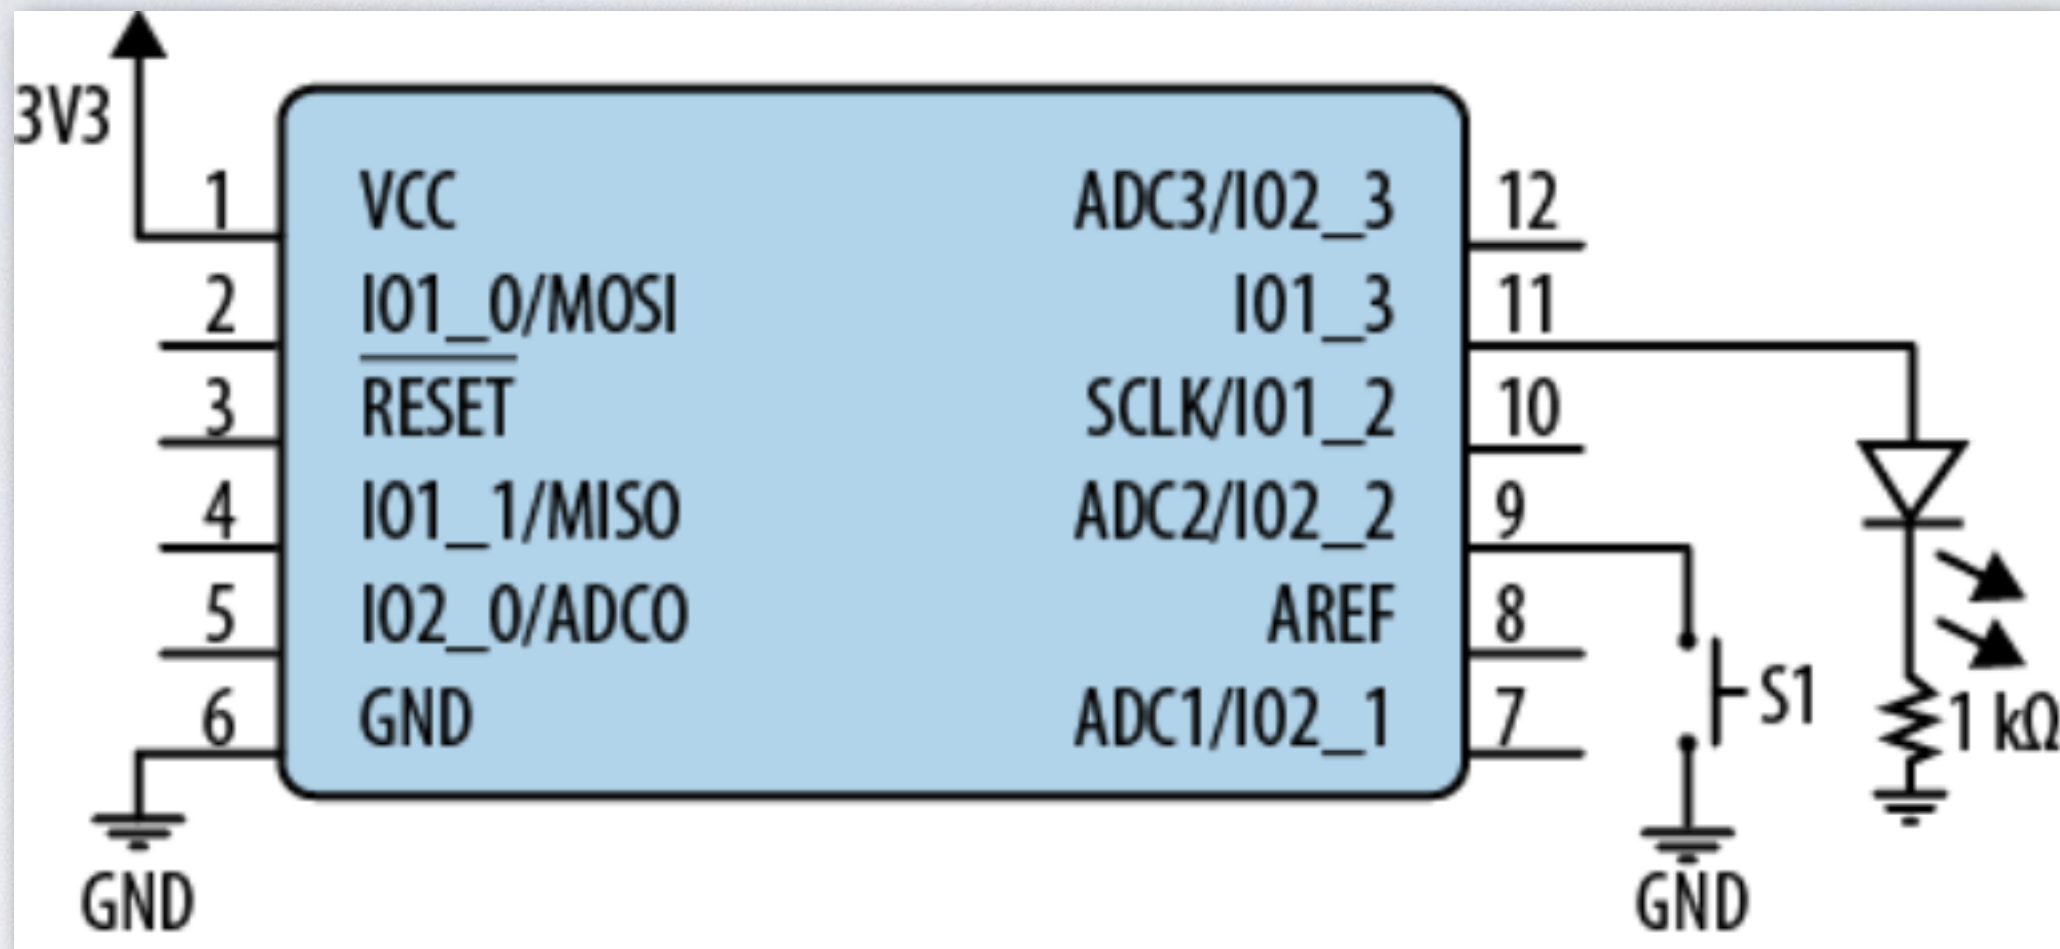 3V3
1 VCC ADC3/IO2_3 12
2 IO1_0/MOSI IO1_3 11
3 RESET SCLK/IO1_2 10
4 IO1_1/MISO ADC2/IO2_2 9
5 IO2_0/ADCO AREF 8
6 GND ADC1/IO2_1 7
S1
1 kΩ
GND
GND